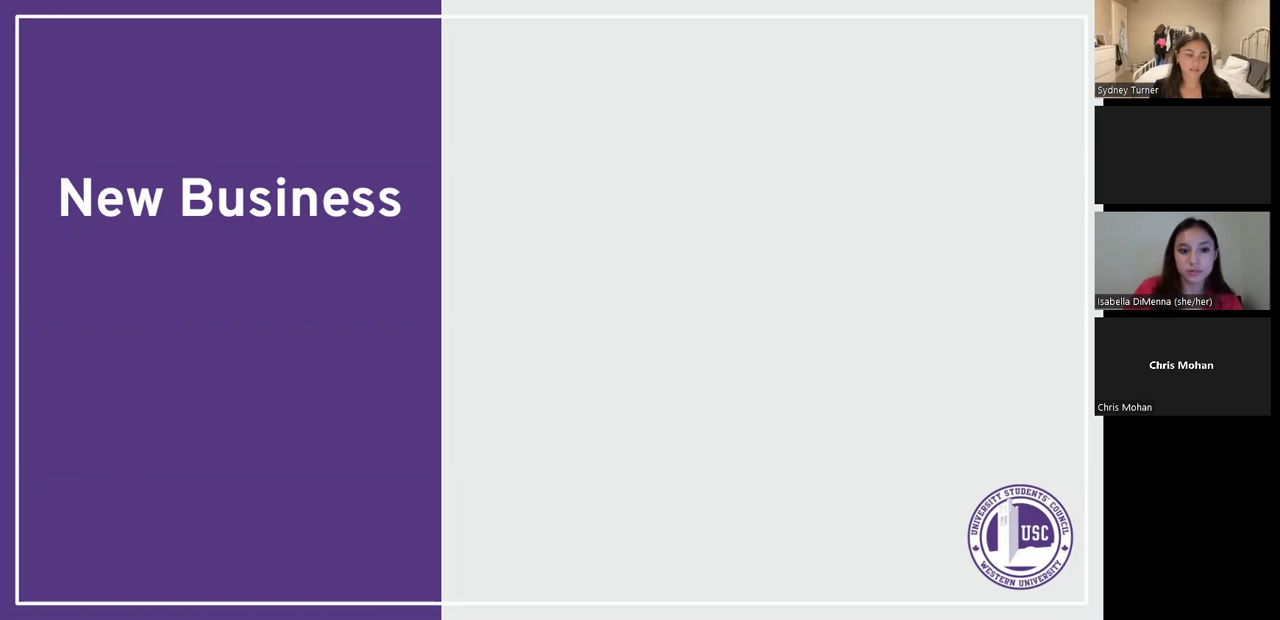 New Business
UNIVERSITY STUDENTS' COUNCIL
USC
WESTERN UNIVERSITY
Sydney Turner
Isabella DiMenna (she/her)
Chris Mohan
Chris Mohan